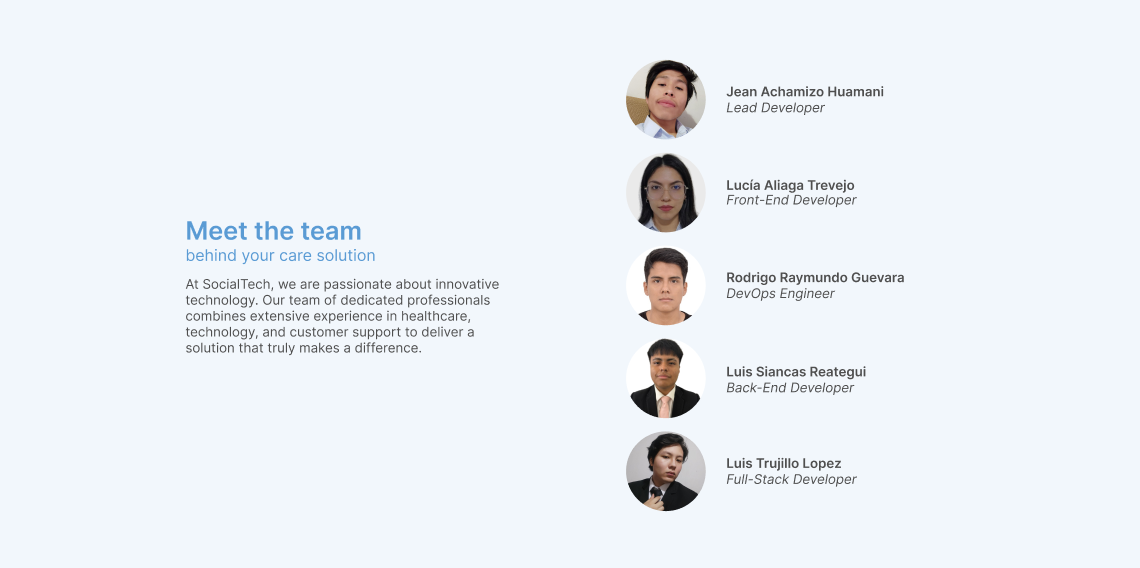 Meet the team
behind your care solution
At SocialTech, we are passionate about innovative
technology. Our team of dedicated professionals
combines extensive experience in healthcare,
technology, and customer support to deliver a
solution that truly makes a difference.
Jean Achamizo Huamani
Lead Developer
Lucía Aliaga Trevejo
Front-End Developer
Rodrigo Raymundo Guevara
DevOps Engineer
Luis Siancas Reategui
Back-End Developer
Luis Trujillo Lopez
Full-Stack Developer